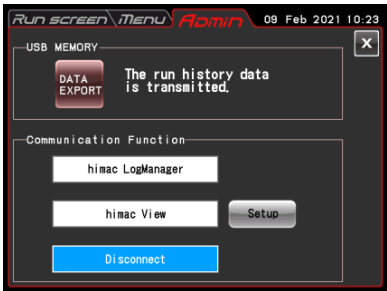 Run screen Menu Admin 09 Feb 2021 10:23
USB MEMORY
X
DATA
EXPORT
The run history data
is transmitted.
Communication Function
himac LogManager
himac View
Setup
Disconnect